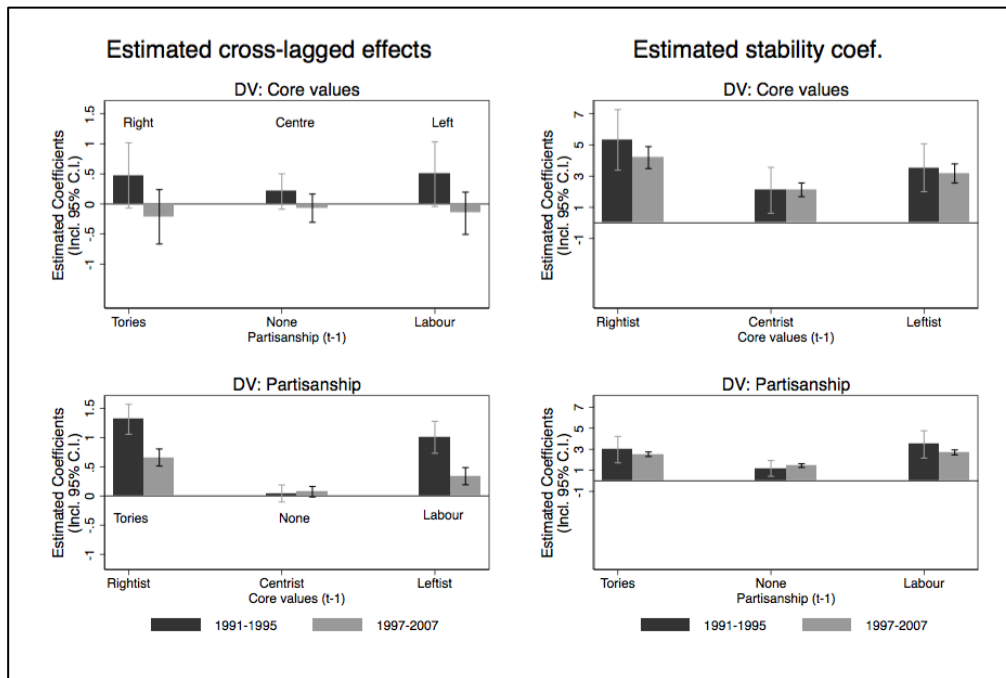 Estimated cross-lagged effects
DV: Core values
Estimated Coefficients
(Incl. 95% C.I.)
1.5
1
.5
0
-.5
-1
Right Centre Left
Tories None Labour
Partisanship (t-1)
DV: Partisanship
Estimated Coefficients
(Incl. 95% C.I.)
1.5
1
.5
0
-.5
-1
Tories None Labour
Rightist Centrist Leftist
Core values (t-1)
1991-1995 1997-2007
Estimated stability coef.
DV: Core values
Estimated Coefficients
(Incl. 95% C.I.)
7
5
3
1
-1
Rightist Centrist Leftist
Core values (t-1)
DV: Partisanship
Estimated Coefficients
(Incl. 95% C.I.)
7
5
3
1
-1
Tories None Labour
Partisanship (t-1)
1991-1995 1997-2007